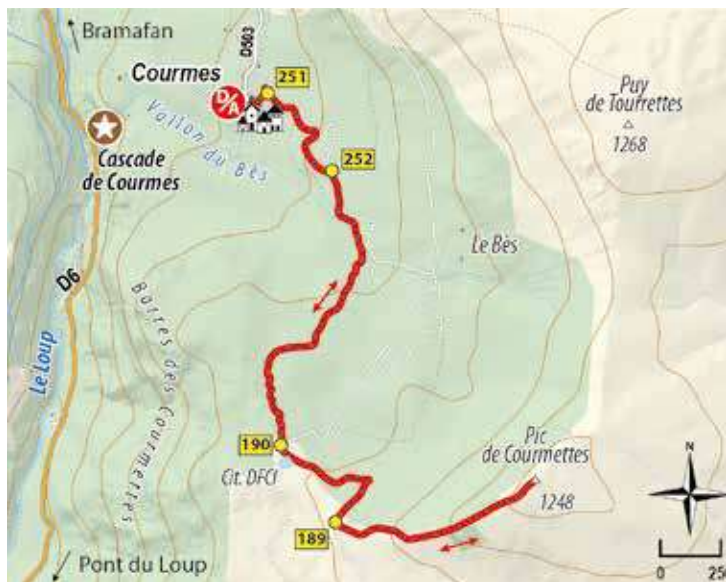 Bramafan
D503
Courmes
251
D/A
Puy
de Tourrettes
1268
Vallon du Bès
Cascade
de Courmes
252
Le Bès
D6
Barres des Courmettes
Le Loup
190
Cit. DFCI
Pic
de Courmettes
1248
189
Pont du Loup
0